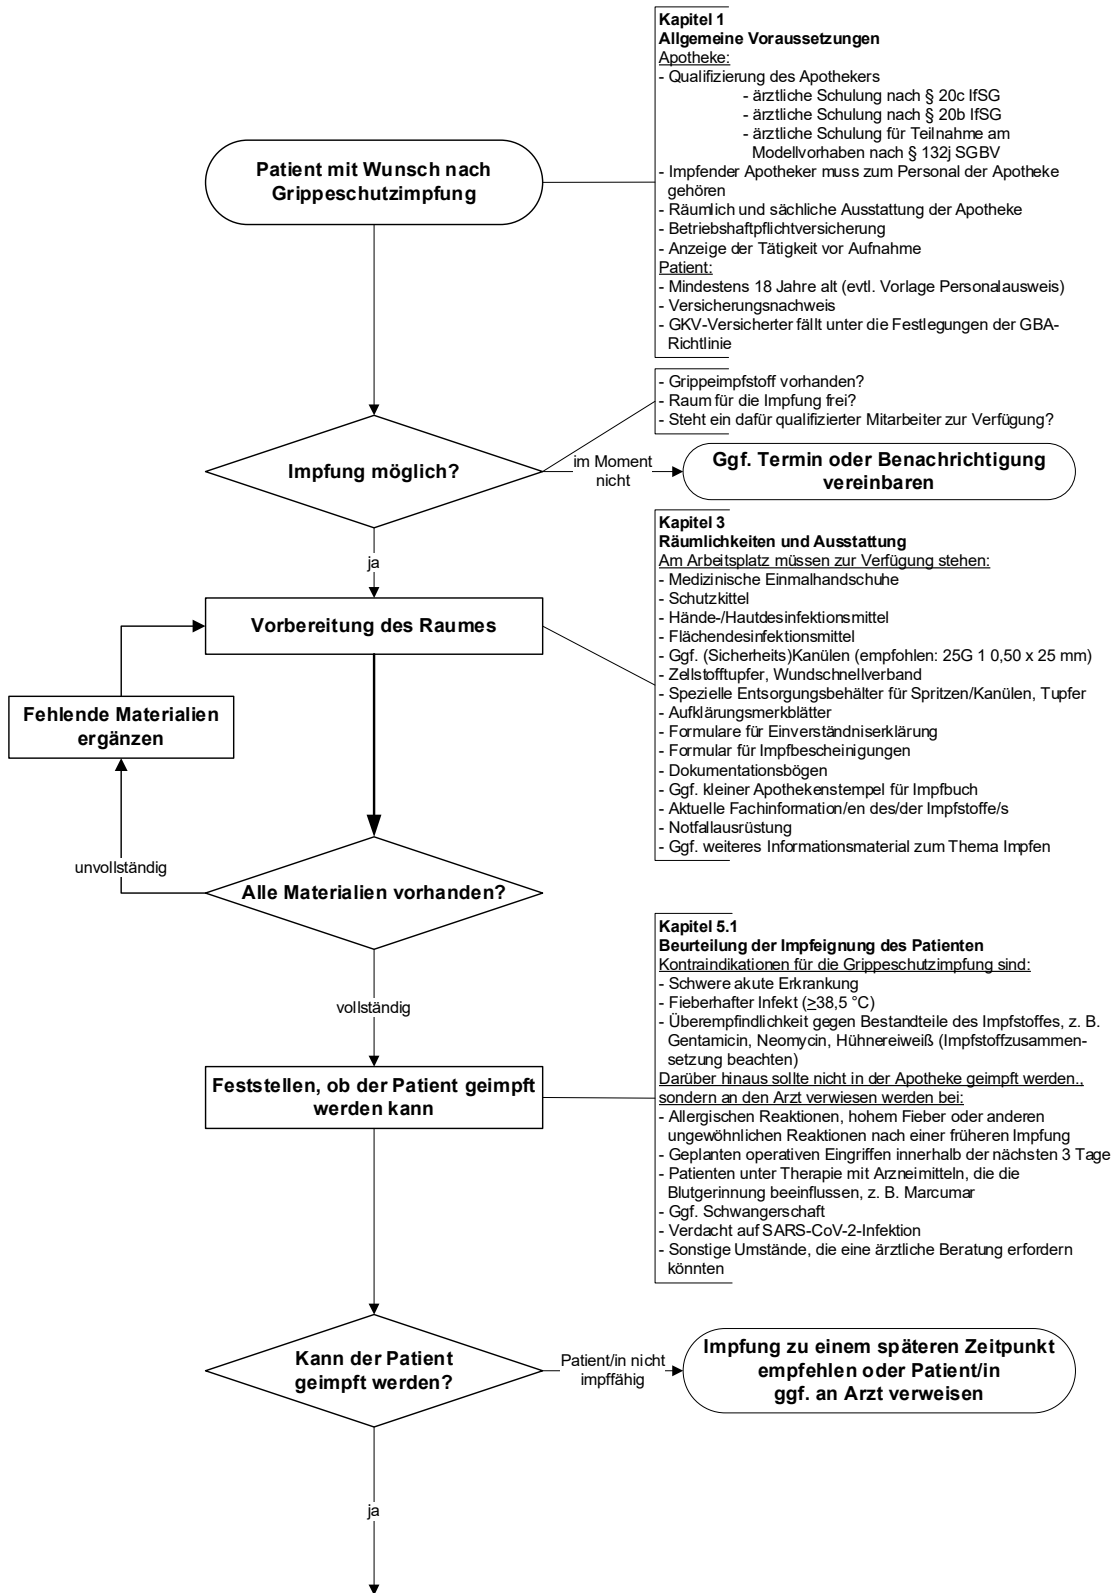 Kapitel 1
Allgemeine Voraussetzungen
Apotheke:
- Qualifizierung des Apothekers
- ärztliche Schulung nach § 20c IfSG
- ärztliche Schulung nach § 20b IfSG
- ärztliche Schulung für Teilnahme am
Modellvorhaben nach § 132j SGBV
- Impfender Apotheker muss zum Personal der Apotheke
gehören
- Räumlich und sächliche Ausstattung der Apotheke
- Betriebshaftpflichtversicherung
- Anzeige der Tätigkeit vor Aufnahme
Patient:
- Mindestens 18 Jahre alt (evtl. Vorlage Personalausweis)
- Versicherungsnachweis
- GKV-Versicherter fällt unter die Festlegungen der GBA-
Richtlinie
Patient mit Wunsch nach
Grippeschutzimpfung
- Grippeimpfstoff vorhanden?
- Raum für die Impfung frei?
- Steht ein dafür qualifizierter Mitarbeiter zur Verfügung?
Impfung möglich?
im Moment
nicht
Ggf. Termin oder Benachrichtigung
vereinbaren
ja
Kapitel 3
Räumlichkeiten und Ausstattung
Am Arbeitsplatz müssen zur Verfügung stehen:
- Medizinische Einmalhandschuhe
- Schutzkittel
- Hände-/Hautdesinfektionsmittel
- Flächendesinfektionsmittel
- Ggf. (Sicherheits)Kanülen (empfohlen: 25G 1 0,50 x 25 mm)
- Zellstofftupfer, Wundschnellverband
- Spezielle Entsorgungsbehälter für Spritzen/Kanülen, Tupfer
- Aufklärungsmerkblätter
- Formulare für Einverständniserklärung
- Formular für Impfbescheinigungen
- Dokumentationsbögen
- Ggf. kleiner Apothekenstempel für Impfbuch
- Aktuelle Fachinformation/en des/der Impfstoffe/s
- Notfallausrüstung
- Ggf. weiteres Informationsmaterial zum Thema Impfen
Vorbereitung des Raumes
Fehlende Materialien
ergänzen
unvollständig
Alle Materialien vorhanden?
vollständig
Kapitel 5.1
Beurteilung der Impfeignung des Patienten
Kontraindikationen für die Grippeschutzimpfung sind:
- Schwere akute Erkrankung
- Fieberhafter Infekt (≥38,5 °C)
- Überempfindlichkeit gegen Bestandteile des Impfstoffes, z. B.
Gentamicin, Neomycin, Hühnereiweiß (Impfstoffzusammen-
setzung beachten)
Darüber hinaus sollte nicht in der Apotheke geimpft werden.,
sondern an den Arzt verwiesen werden bei:
- Allergischen Reaktionen, hohem Fieber oder anderen
ungewöhnlichen Reaktionen nach einer früheren Impfung
- Geplanten operativen Eingriffen innerhalb der nächsten 3 Tage
- Patienten unter Therapie mit Arzneimitteln, die die
Blutgerinnung beeinflussen, z. B. Marcumar
- Ggf. Schwangerschaft
- Verdacht auf SARS-CoV-2-Infektion
- Sonstige Umstände, die eine ärztliche Beratung erfordern
könnten
Feststellen, ob der Patient geimpft
werden kann
Kann der Patient
geimpft werden?
Patient/in nicht
impffähig
Impfung zu einem späteren Zeitpunkt
empfehlen oder Patient/in
ggf. an Arzt verweisen
ja